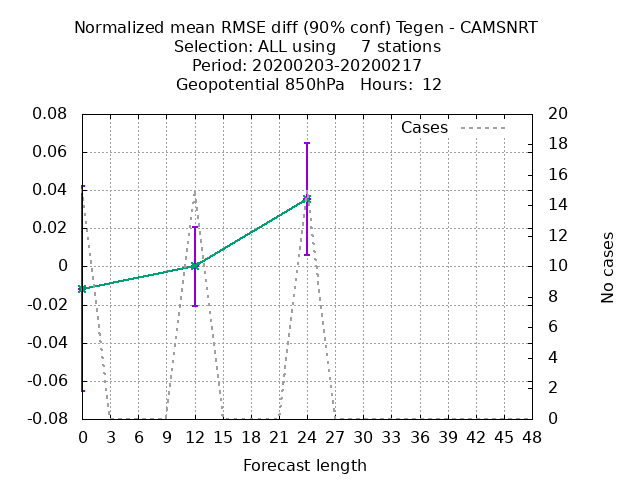 Normalized mean RMSE diff (90% conf) Tegen - CAMSNRT
Selection: ALL using     7 stations
Period: 20200203-20200217
Geopotential 850hPa   Hours:  12
Cases
0.08
0.06
0.04
0.02
0
-0.02
-0.04
-0.06
-0.08
20
18
16
14
12
10
8
6
4
2
0
No cases
0 3 6 9 12 15 18 21 24 27 30 33 36 39 42 45 48
Forecast length